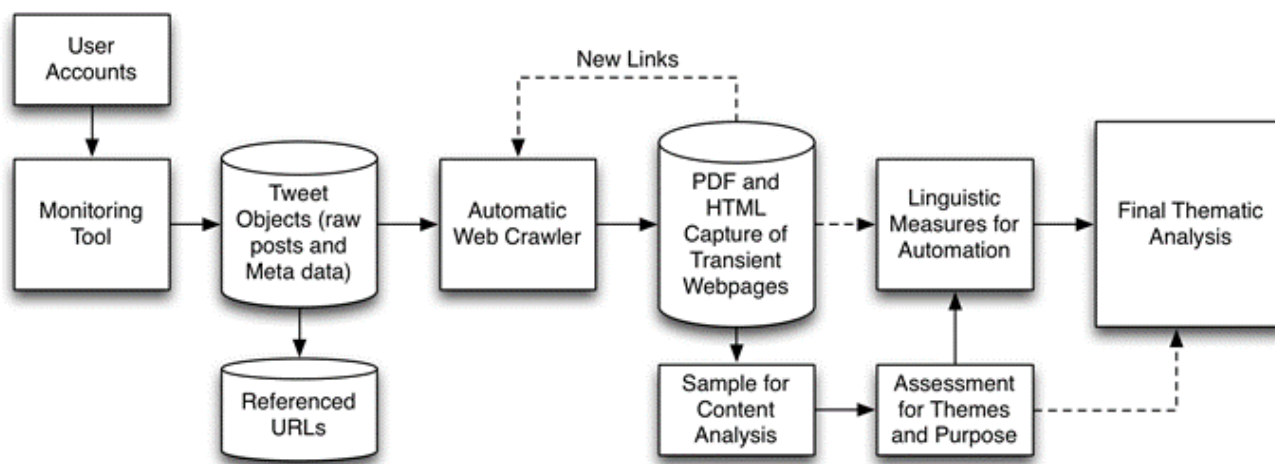 User
Accounts
New Links
Monitoring
Tool
Tweet
Objects (raw
posts and
Meta data)
Automatic
Web Crawler
PDF and
HTML
Capture of
Transient
Webpages
Linguistic
Measures for
Automation
Final Thematic
Analysis
Referenced
URLs
Sample for
Content
Analysis
Assessment
for Themes
and Purpose